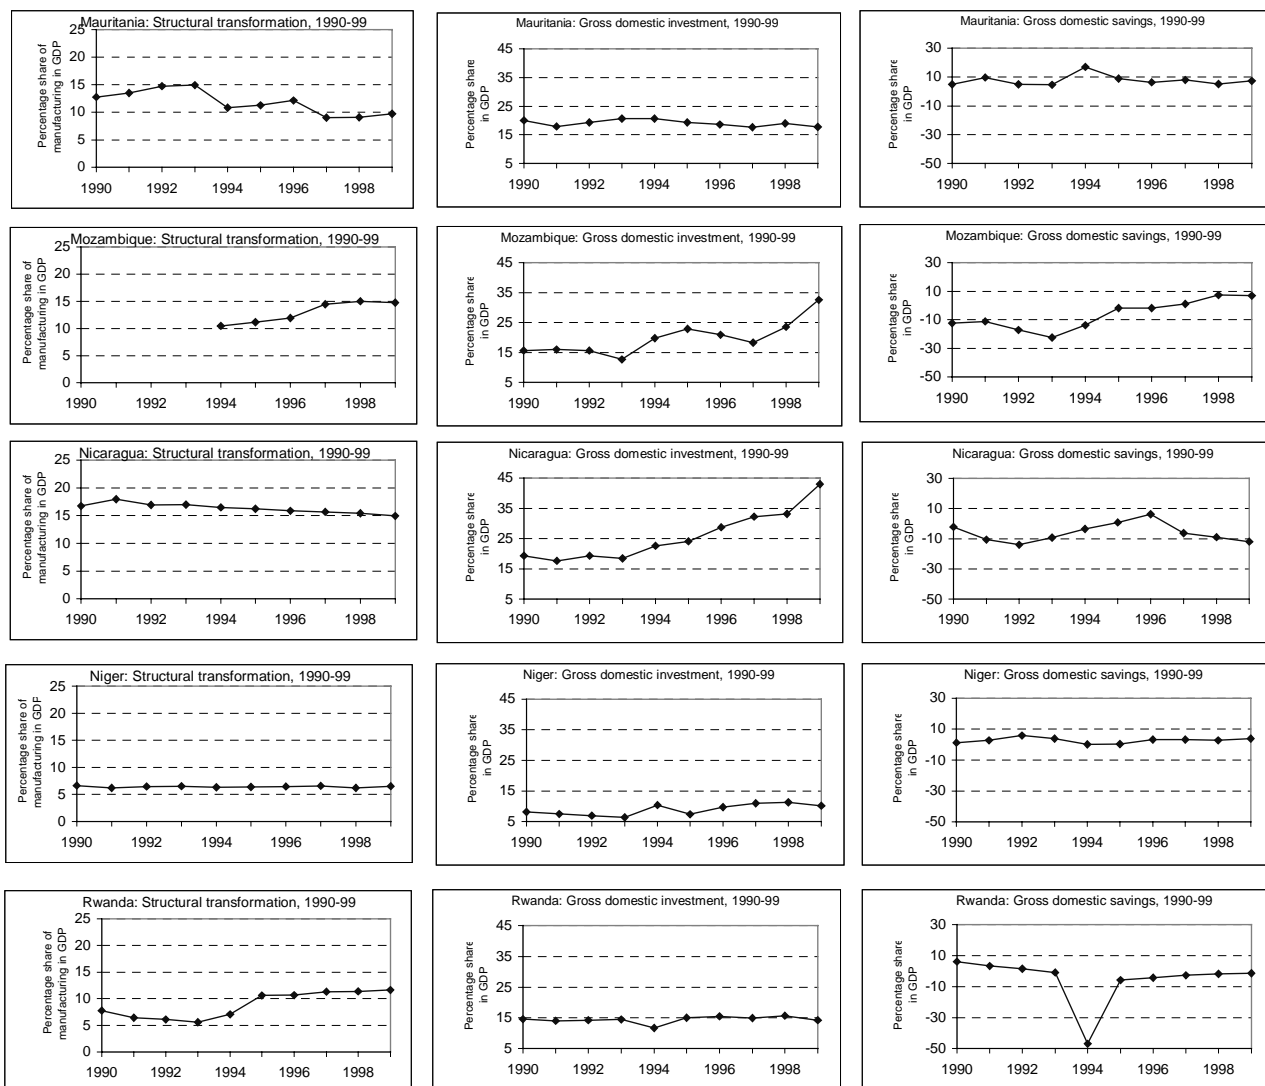 Mauritania: Structural transformation, 1990-99
Percentage share of
manufacturing in GDP
25
20
15
10
5
0
1990 1992 1994 1996 1998
Mauritania: Gross domestic investment, 1990-99
Percentage share
in GDP
45
35
25
15
5
1990 1992 1994 1996 1998
Mauritania: Gross domestic savings, 1990-99
Percentage share
in GDP
30
10
-10
-30
-50
1990 1992 1994 1996 1998
Mozambique: Structural transformation, 1990-99
Percentage share of
manufacturing in GDP
25
20
15
10
5
0
1990 1992 1994 1996 1998
Mozambique: Gross domestic investment, 1990-99
Percentage share
in GDP
45
35
25
15
5
1990 1992 1994 1996 1998
Mozambique: Gross domestic savings, 1990-99
Percentage share
in GDP
30
10
-10
-30
-50
1990 1992 1994 1996 1998
Nicaragua: Structural transformation, 1990-99
Percentage share of
manufacturing in GDP
25
20
15
10
5
0
1990 1992 1994 1996 1998
Nicaragua: Gross domestic investment, 1990-99
Percentage share
in GDP
45
35
25
15
5
1990 1992 1994 1996 1998
Nicaragua: Gross domestic savings, 1990-99
Percentage share
in GDP
30
10
-10
-30
-50
1990 1992 1994 1996 1998
Niger: Structural transformation, 1990-99
Percentage share of
manufacturing in GDP
25
20
15
10
5
0
1990 1992 1994 1996 1998
Niger: Gross domestic investment, 1990-99
Percentage share
in GDP
45
35
25
15
5
1990 1992 1994 1996 1998
Niger: Gross domestic savings, 1990-99
Percentage share
in GDP
30
10
-10
-30
-50
1990 1992 1994 1996 1998
Rwanda: Structural transformation, 1990-99
Percentage share of
manufacturing in GDP
25
20
15
10
5
0
1990 1992 1994 1996 1998
Rwanda: Gross domestic investment, 1990-99
Percentage share
in GDP
45
35
25
15
5
1990 1992 1994 1996 1998
Rwanda: Gross domestic savings, 1990-99
Percentage share
in GDP
30
10
-10
-30
-50
1990 1992 1994 1996 1998